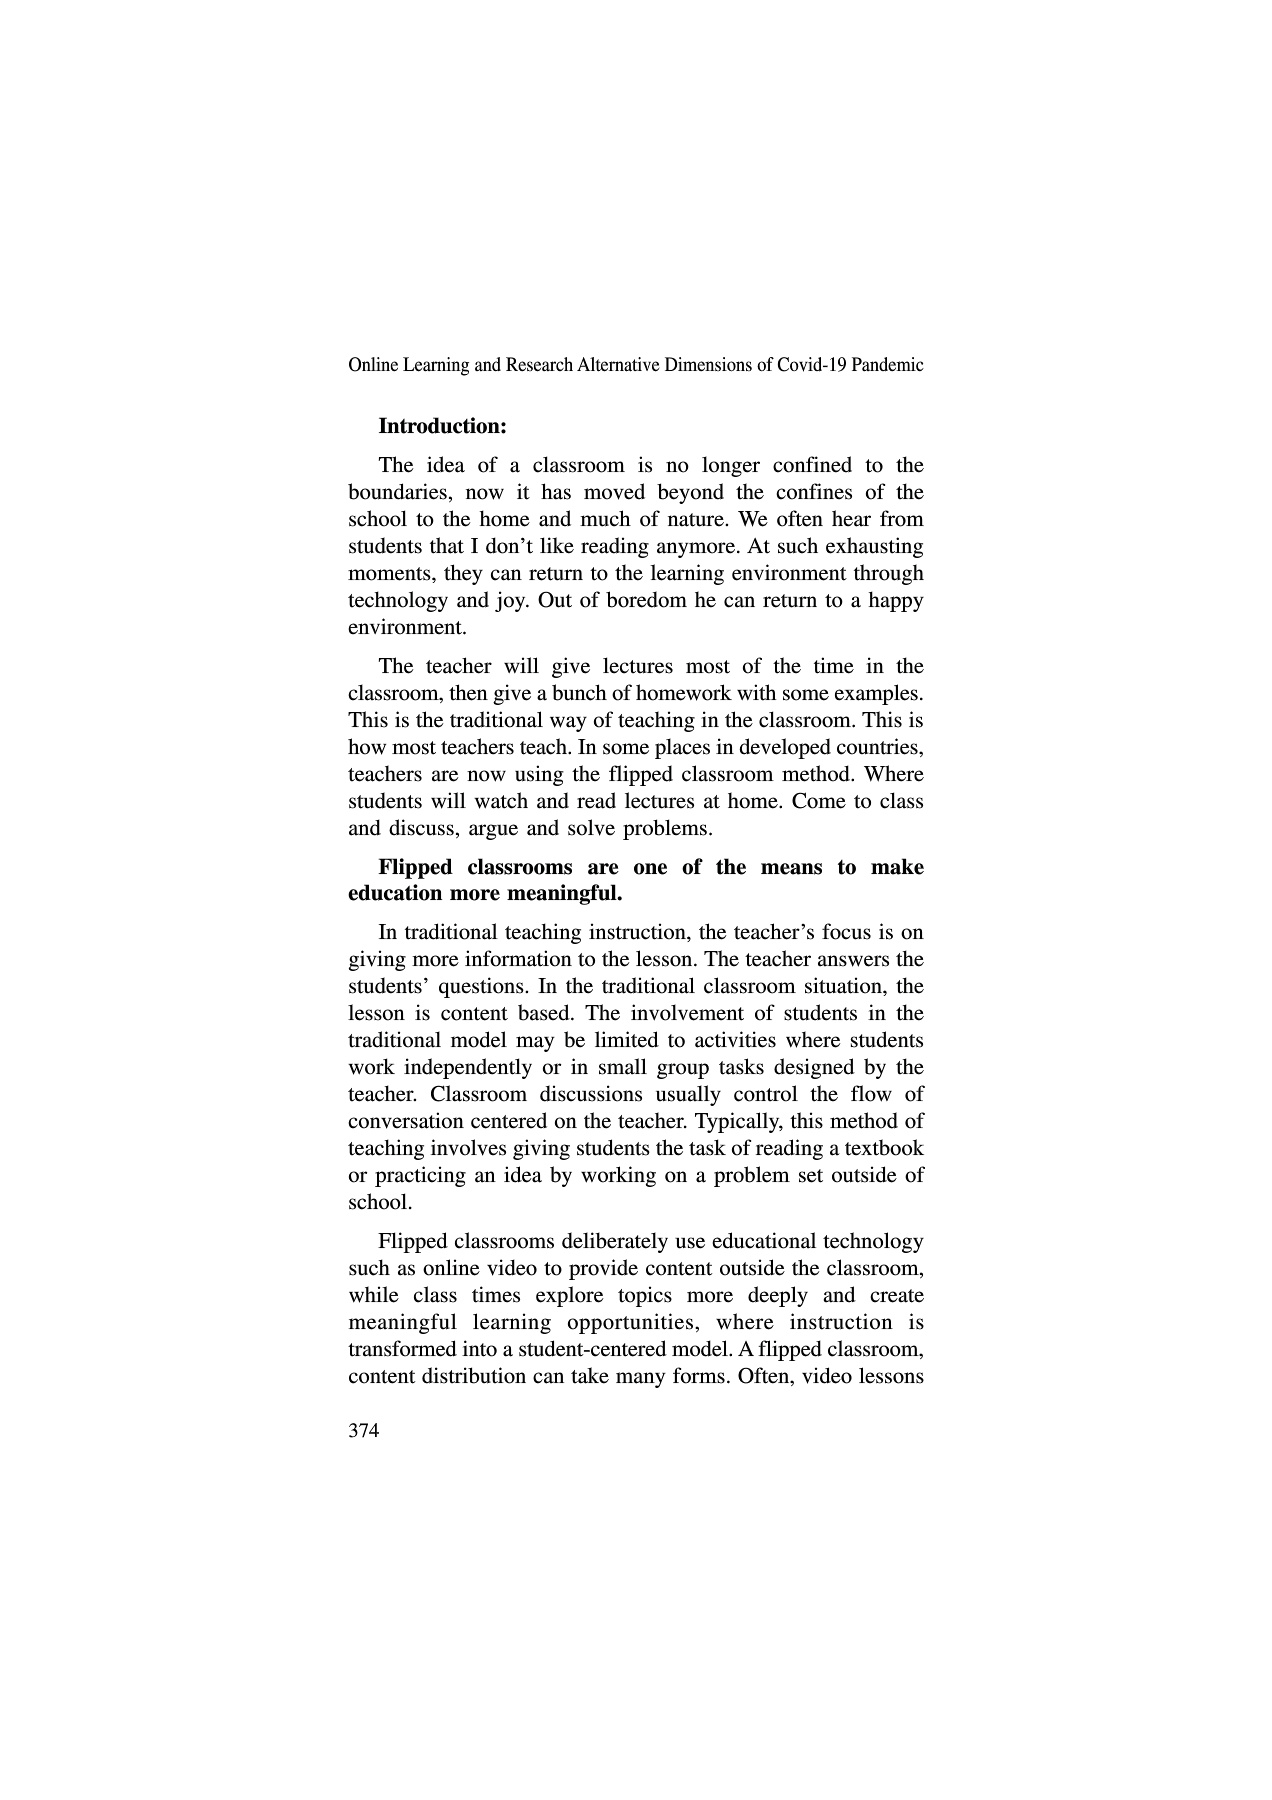 Online Learning and Research Alternative Dimensions of Covid-19 Pandemic
Introduction:
The idea of a classroom is no longer confined to the
boundaries, now it has moved beyond the confines of the
school to the home and much of nature. We often hear from
students that I don’t like reading anymore. At such exhausting
moments, they can return to the learning environment through
technology and joy. Out of boredom he can return to a happy
environment.
The teacher will give lectures most of the time in the
classroom, then give a bunch of homework with some examples.
This is the traditional way of teaching in the classroom. This is
how most teachers teach. In some places in developed countries,
teachers are now using the flipped classroom method. Where
students will watch and read lectures at home. Come to class
and discuss, argue and solve problems.
Flipped classrooms are one of the means to make
education more meaningful.
In traditional teaching instruction, the teacher’s focus is on
giving more information to the lesson. The teacher answers the
students’ questions. In the traditional classroom situation, the
lesson is content based. The involvement of students in the
traditional model may be limited to activities where students
work independently or in small group tasks designed by the
teacher. Classroom discussions usually control the flow of
conversation centered on the teacher. Typically, this method of
teaching involves giving students the task of reading a textbook
or practicing an idea by working on a problem set outside of
school.
Flipped classrooms deliberately use educational technology
such as online video to provide content outside the classroom,
while class times explore topics more deeply and create
meaningful learning opportunities, where instruction is
transformed into a student-centered model. A flipped classroom,
content distribution can take many forms. Often, video lessons
374